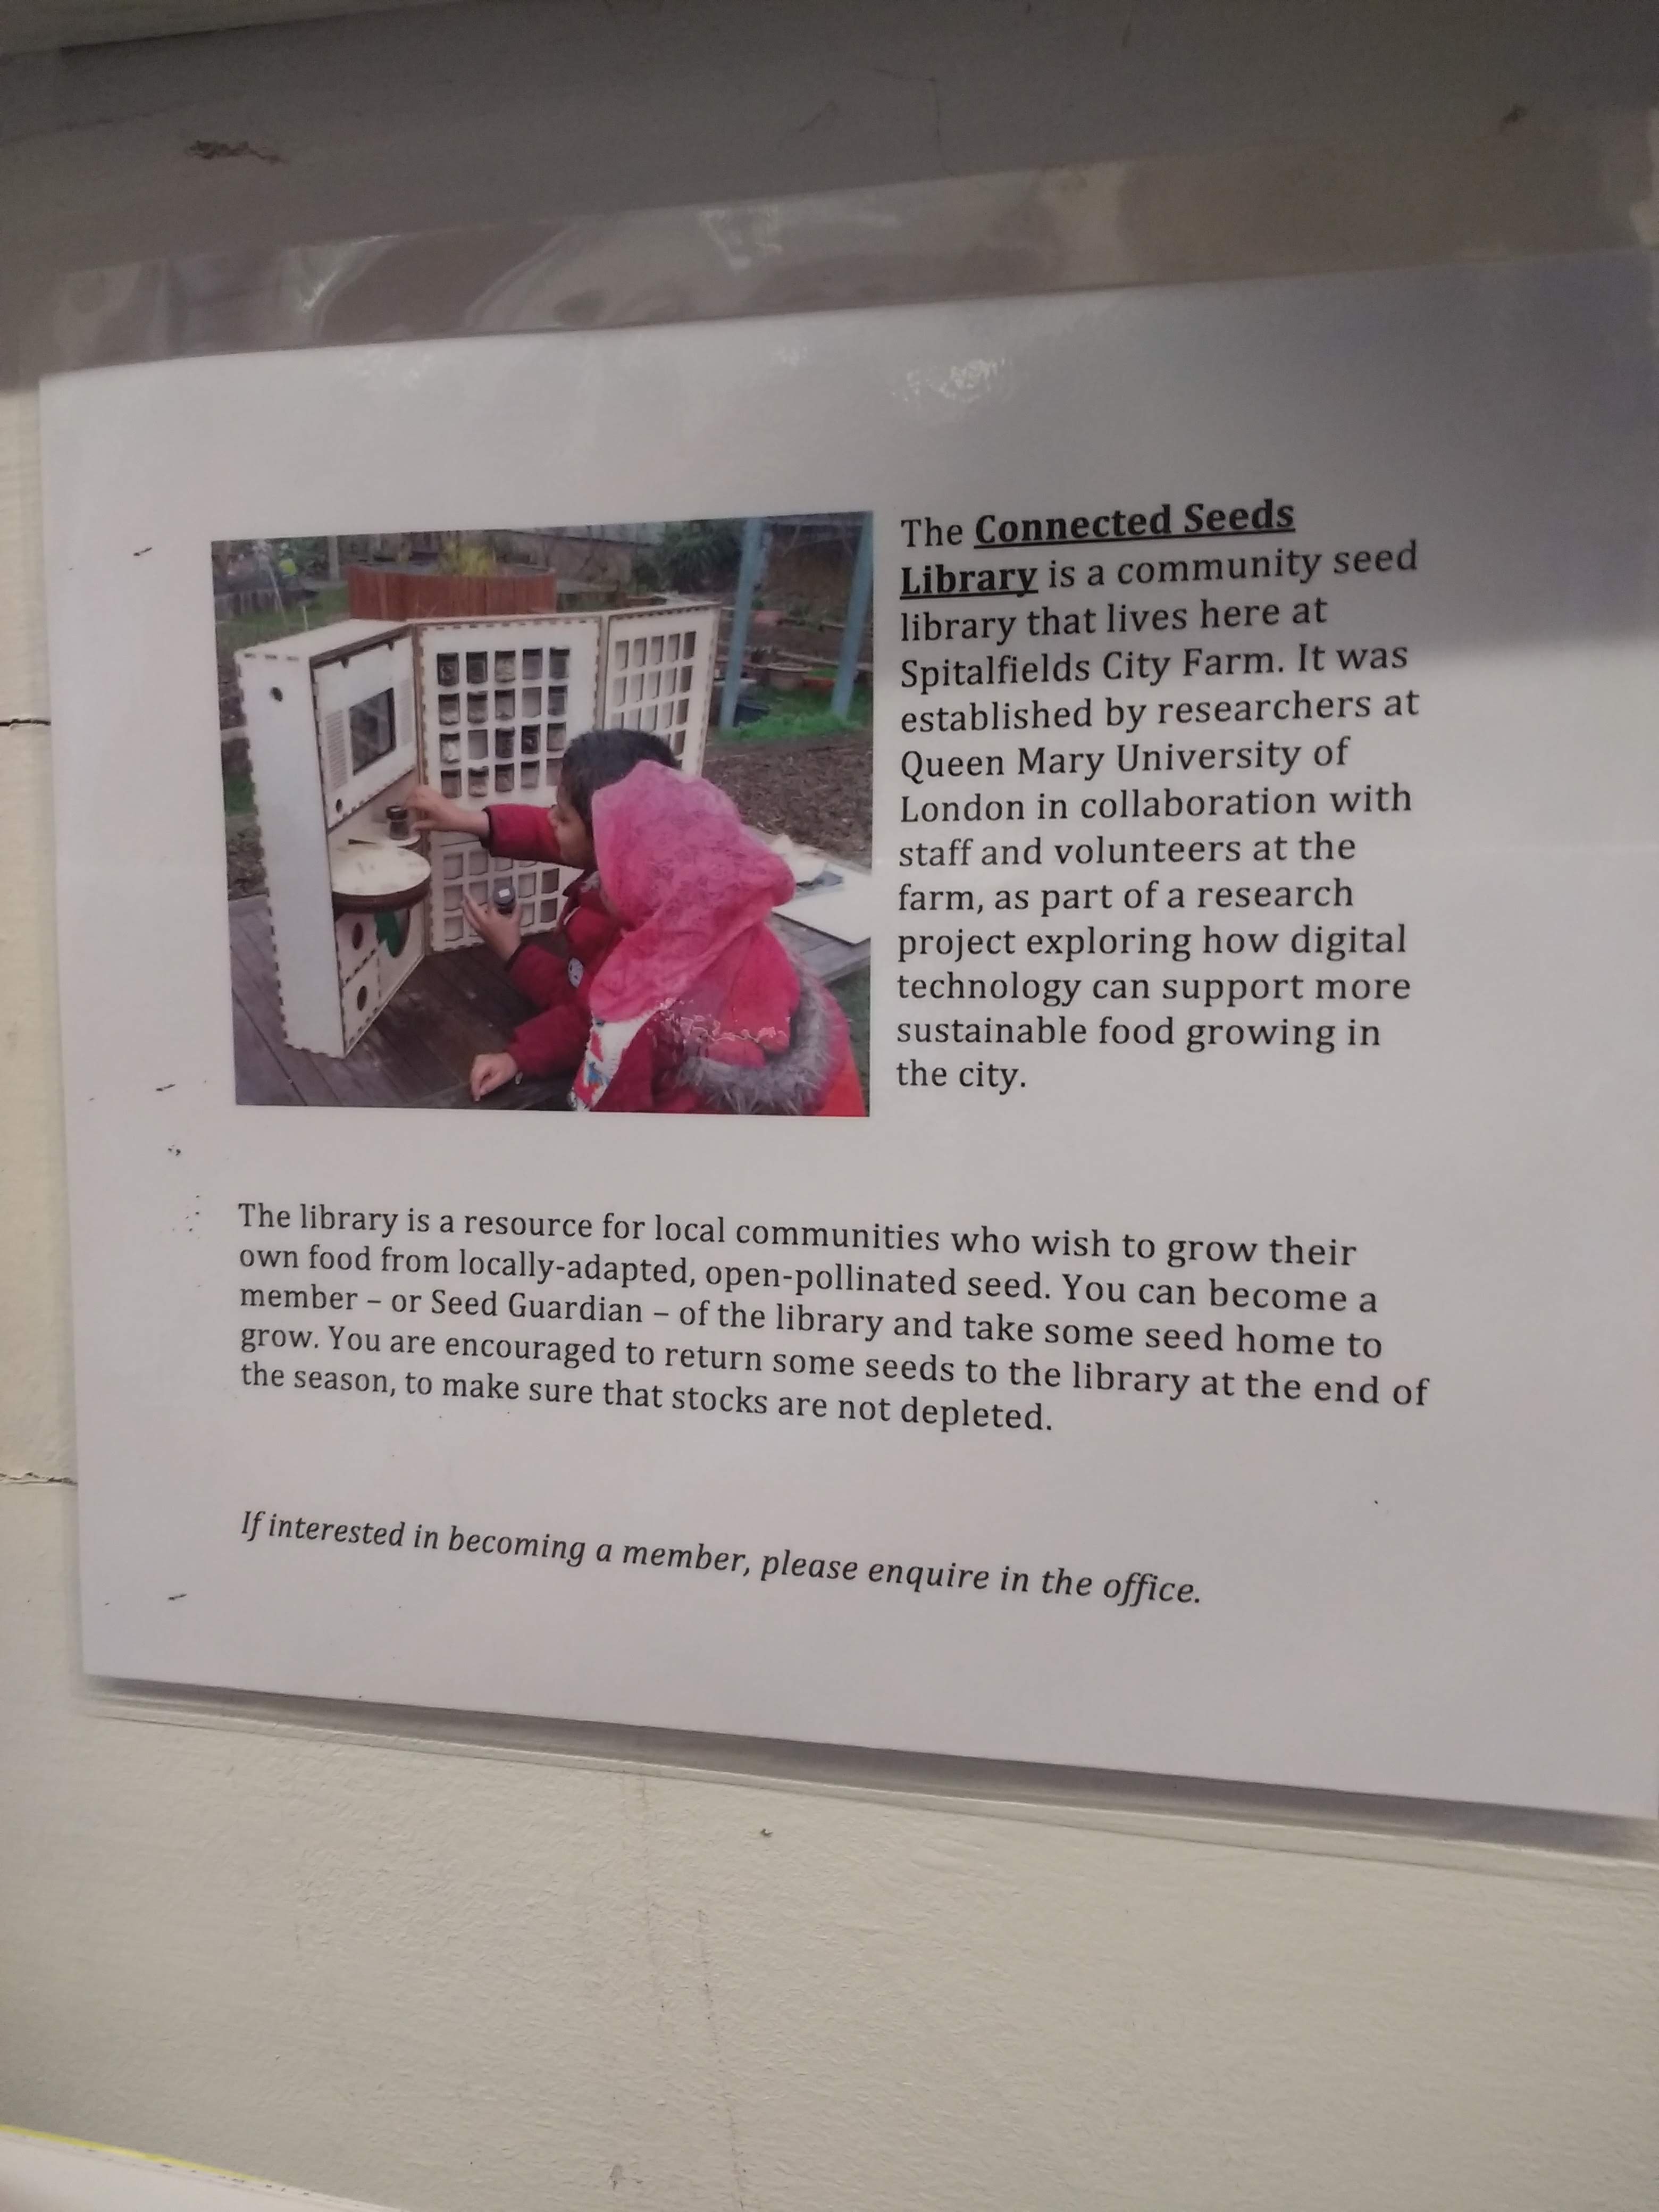 The Connected Seeds
Library is a community seed
library that lives here at
Spitalfields City Farm. It was
established by researchers at
Queen Mary University of
London in collaboration with
staff and volunteers at the
farm, as part of a research
project exploring how digital
technology can support more
sustainable food growing in
the city.
The library is a resource for local communities who wish to grow their
own food from locally-adapted, open-pollinated seed. You can become a
member – or Seed Guardian – of the library and take some seed home to
grow. You are encouraged to return some seeds to the library at the end of
the season, to make sure that stocks are not depleted.
If interested in becoming a member, please enquire in the office.